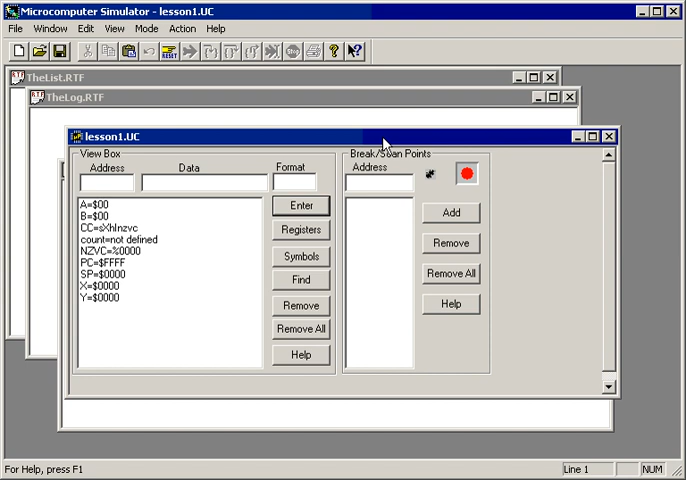 Microcomputer Simulator - lesson1.UC
File Window Edit View Mode Action Help
RESET
TheList.RTF
TheLog.RTF
lesson1.UC
View Box
Address Data Format
Enter
A=$00
B=$00
CC=sXhInzvc
count=not defined
NZVC=%0000
PC=$FFFF
SP=$0000
X=$0000
Y=$0000
Registers
Symbols
Find
Remove
Remove All
Help
Break/Scan Points
Address
Add
Remove
Remove All
Help
For Help, press F1
Line 1
NUM